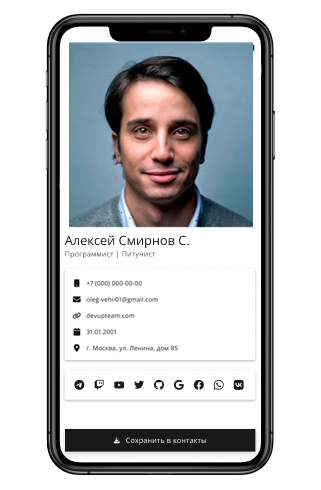 Алексей Смирнов С.
Программист | Питунист
+7 (000) 000-00-00
oleg-vehii01@gmail.com
devupteam.com
31.01.2001
г. Москва, ул. Ленина, дом 85
Сохранить в контакты